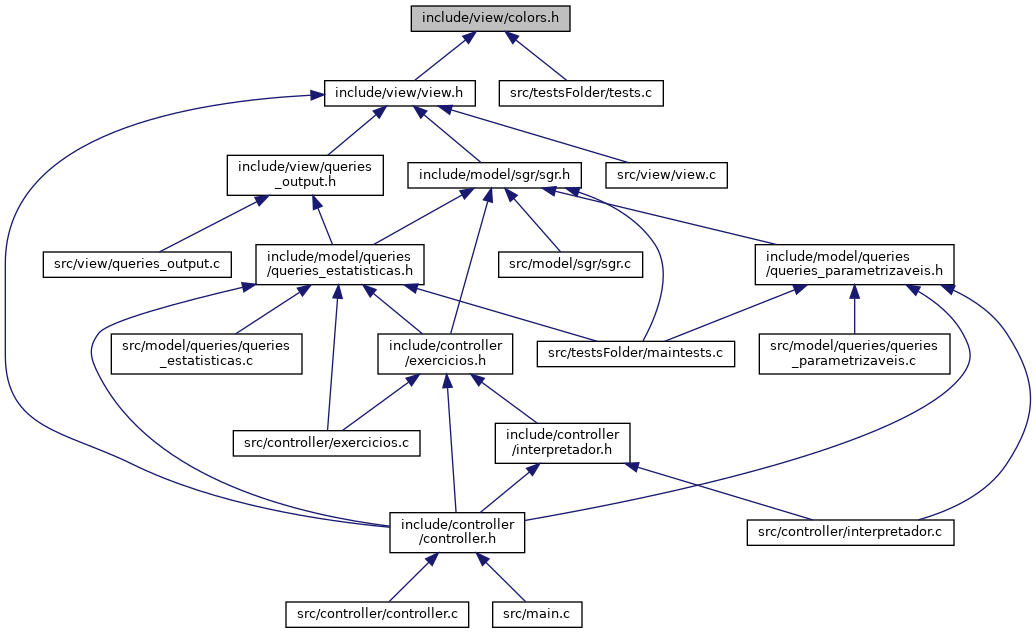 include/view/colors.h
include/view/view.h
src/testsFolder/tests.c
include/view/queries
_output.h
include/model/sgr/sgr.h
src/view/view.c
src/view/queries_output.c
include/model/queries
/queries_estatisticas.h
src/model/sgr/sgr.c
include/model/queries
/queries_parametrizaveis.h
src/model/queries/queries
_estatisticas.c
include/controller
/exercicios.h
src/testsFolder/maintests.c
src/model/queries/queries
_parametrizaveis.c
src/controller/exercicios.c
include/controller
/interpretador.h
include/controller
/controller.h
src/controller/interpretador.c
src/controller/controller.c
src/main.c